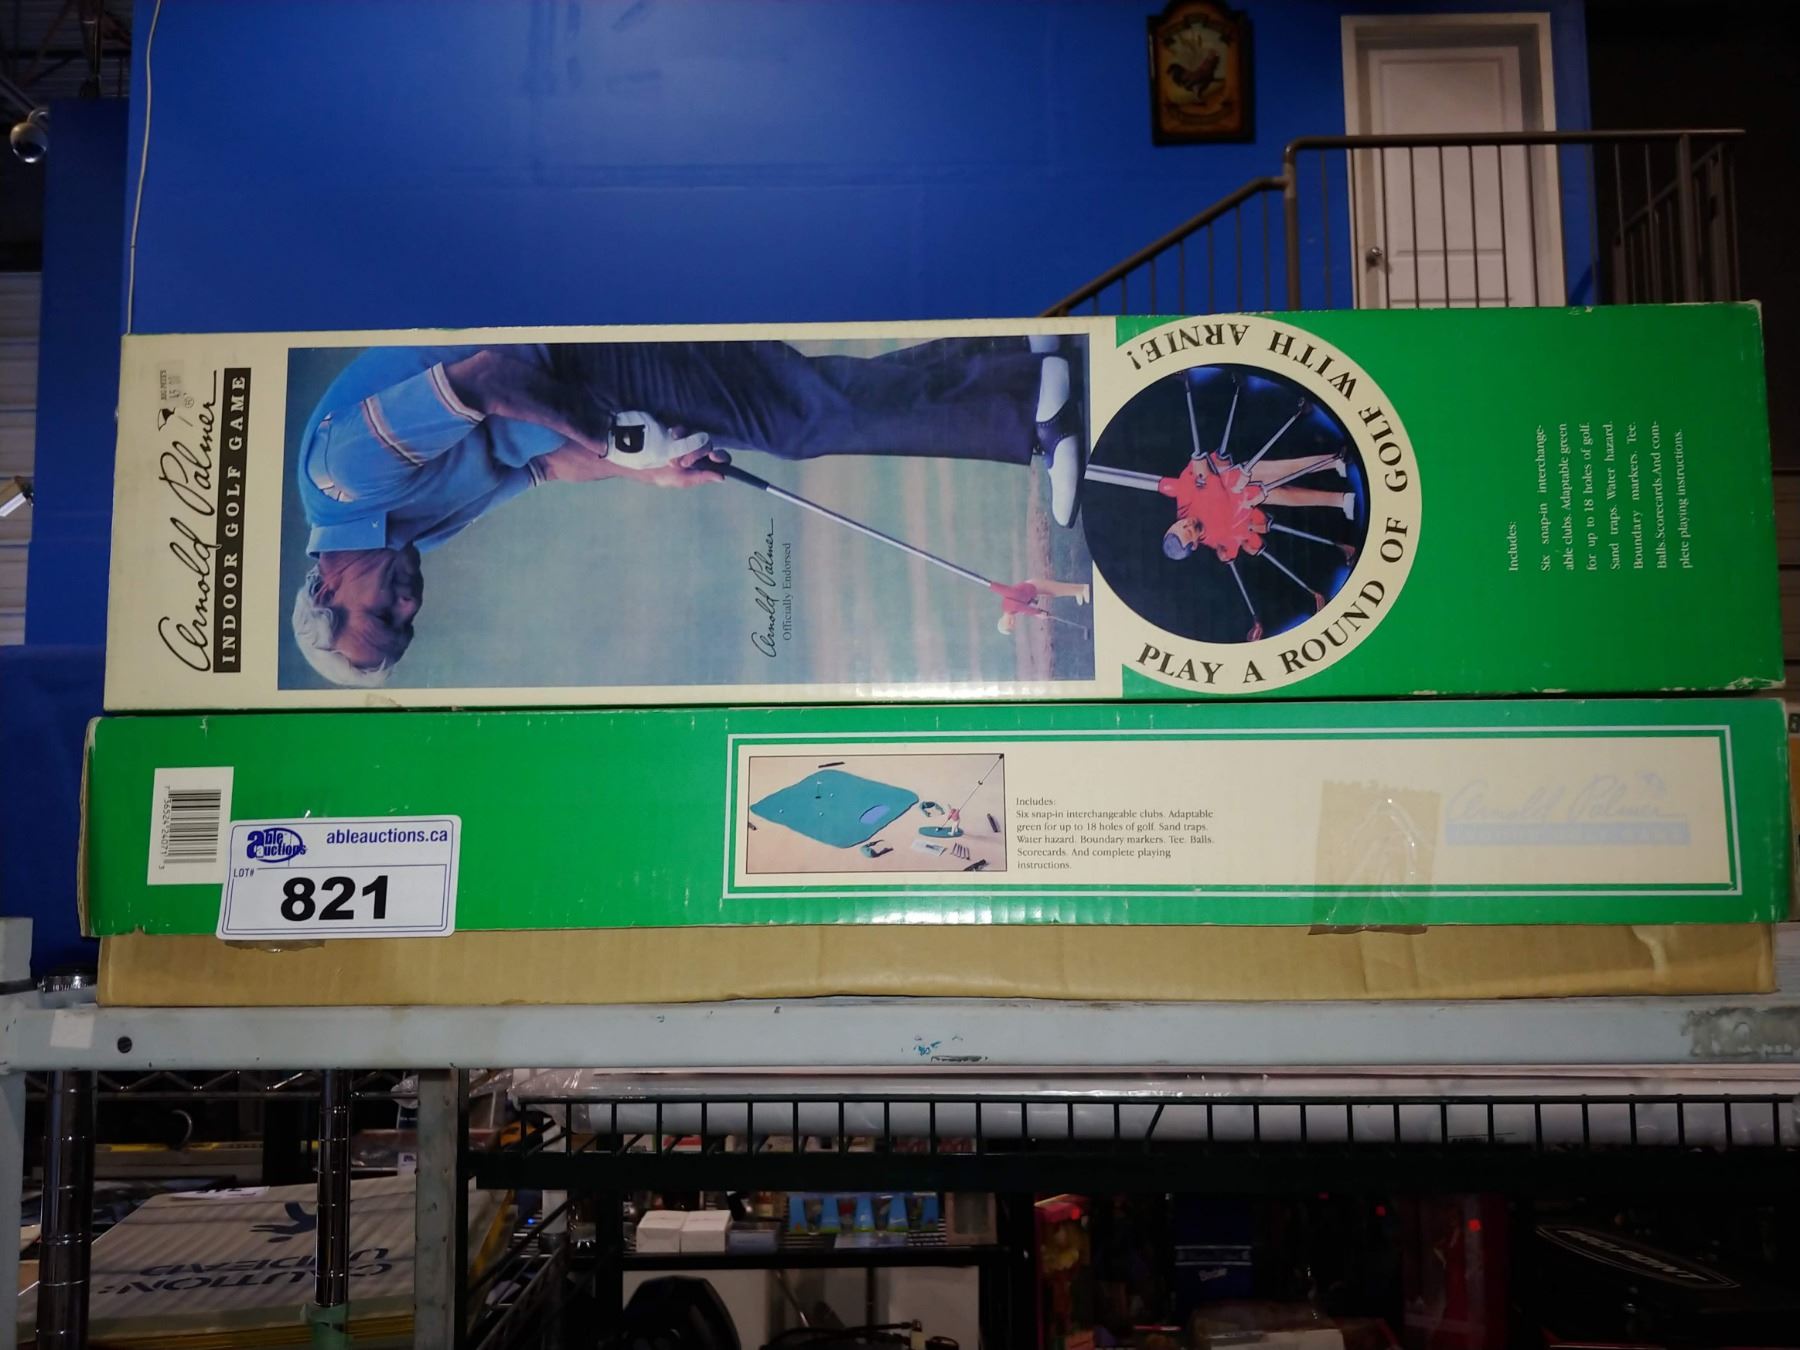 Arnold Palmer®
INDOOR GOLF GAME
Arnold Palmer
Officially Endorsed
PLAY A ROUND OF GOLF WITH ARNIE!
Includes:
Six snap-in interchange-
able clubs. Adaptable green
for up to 18 holes of golf.
Sand traps. Water hazard.
Boundary markers. Tee.
Balls. Scorecards. And com-
plete playing instructions.
Includes:
Six snap-in interchangeable clubs. Adaptable
green for up to 18 holes of golf. Sand traps.
Water hazard. Boundary markers. Tee. Balls.
Scorecards. And complete playing
instructions.
Arnold Palmer
able auctions
ableauctions.ca
LOT#
821
CAUTION: